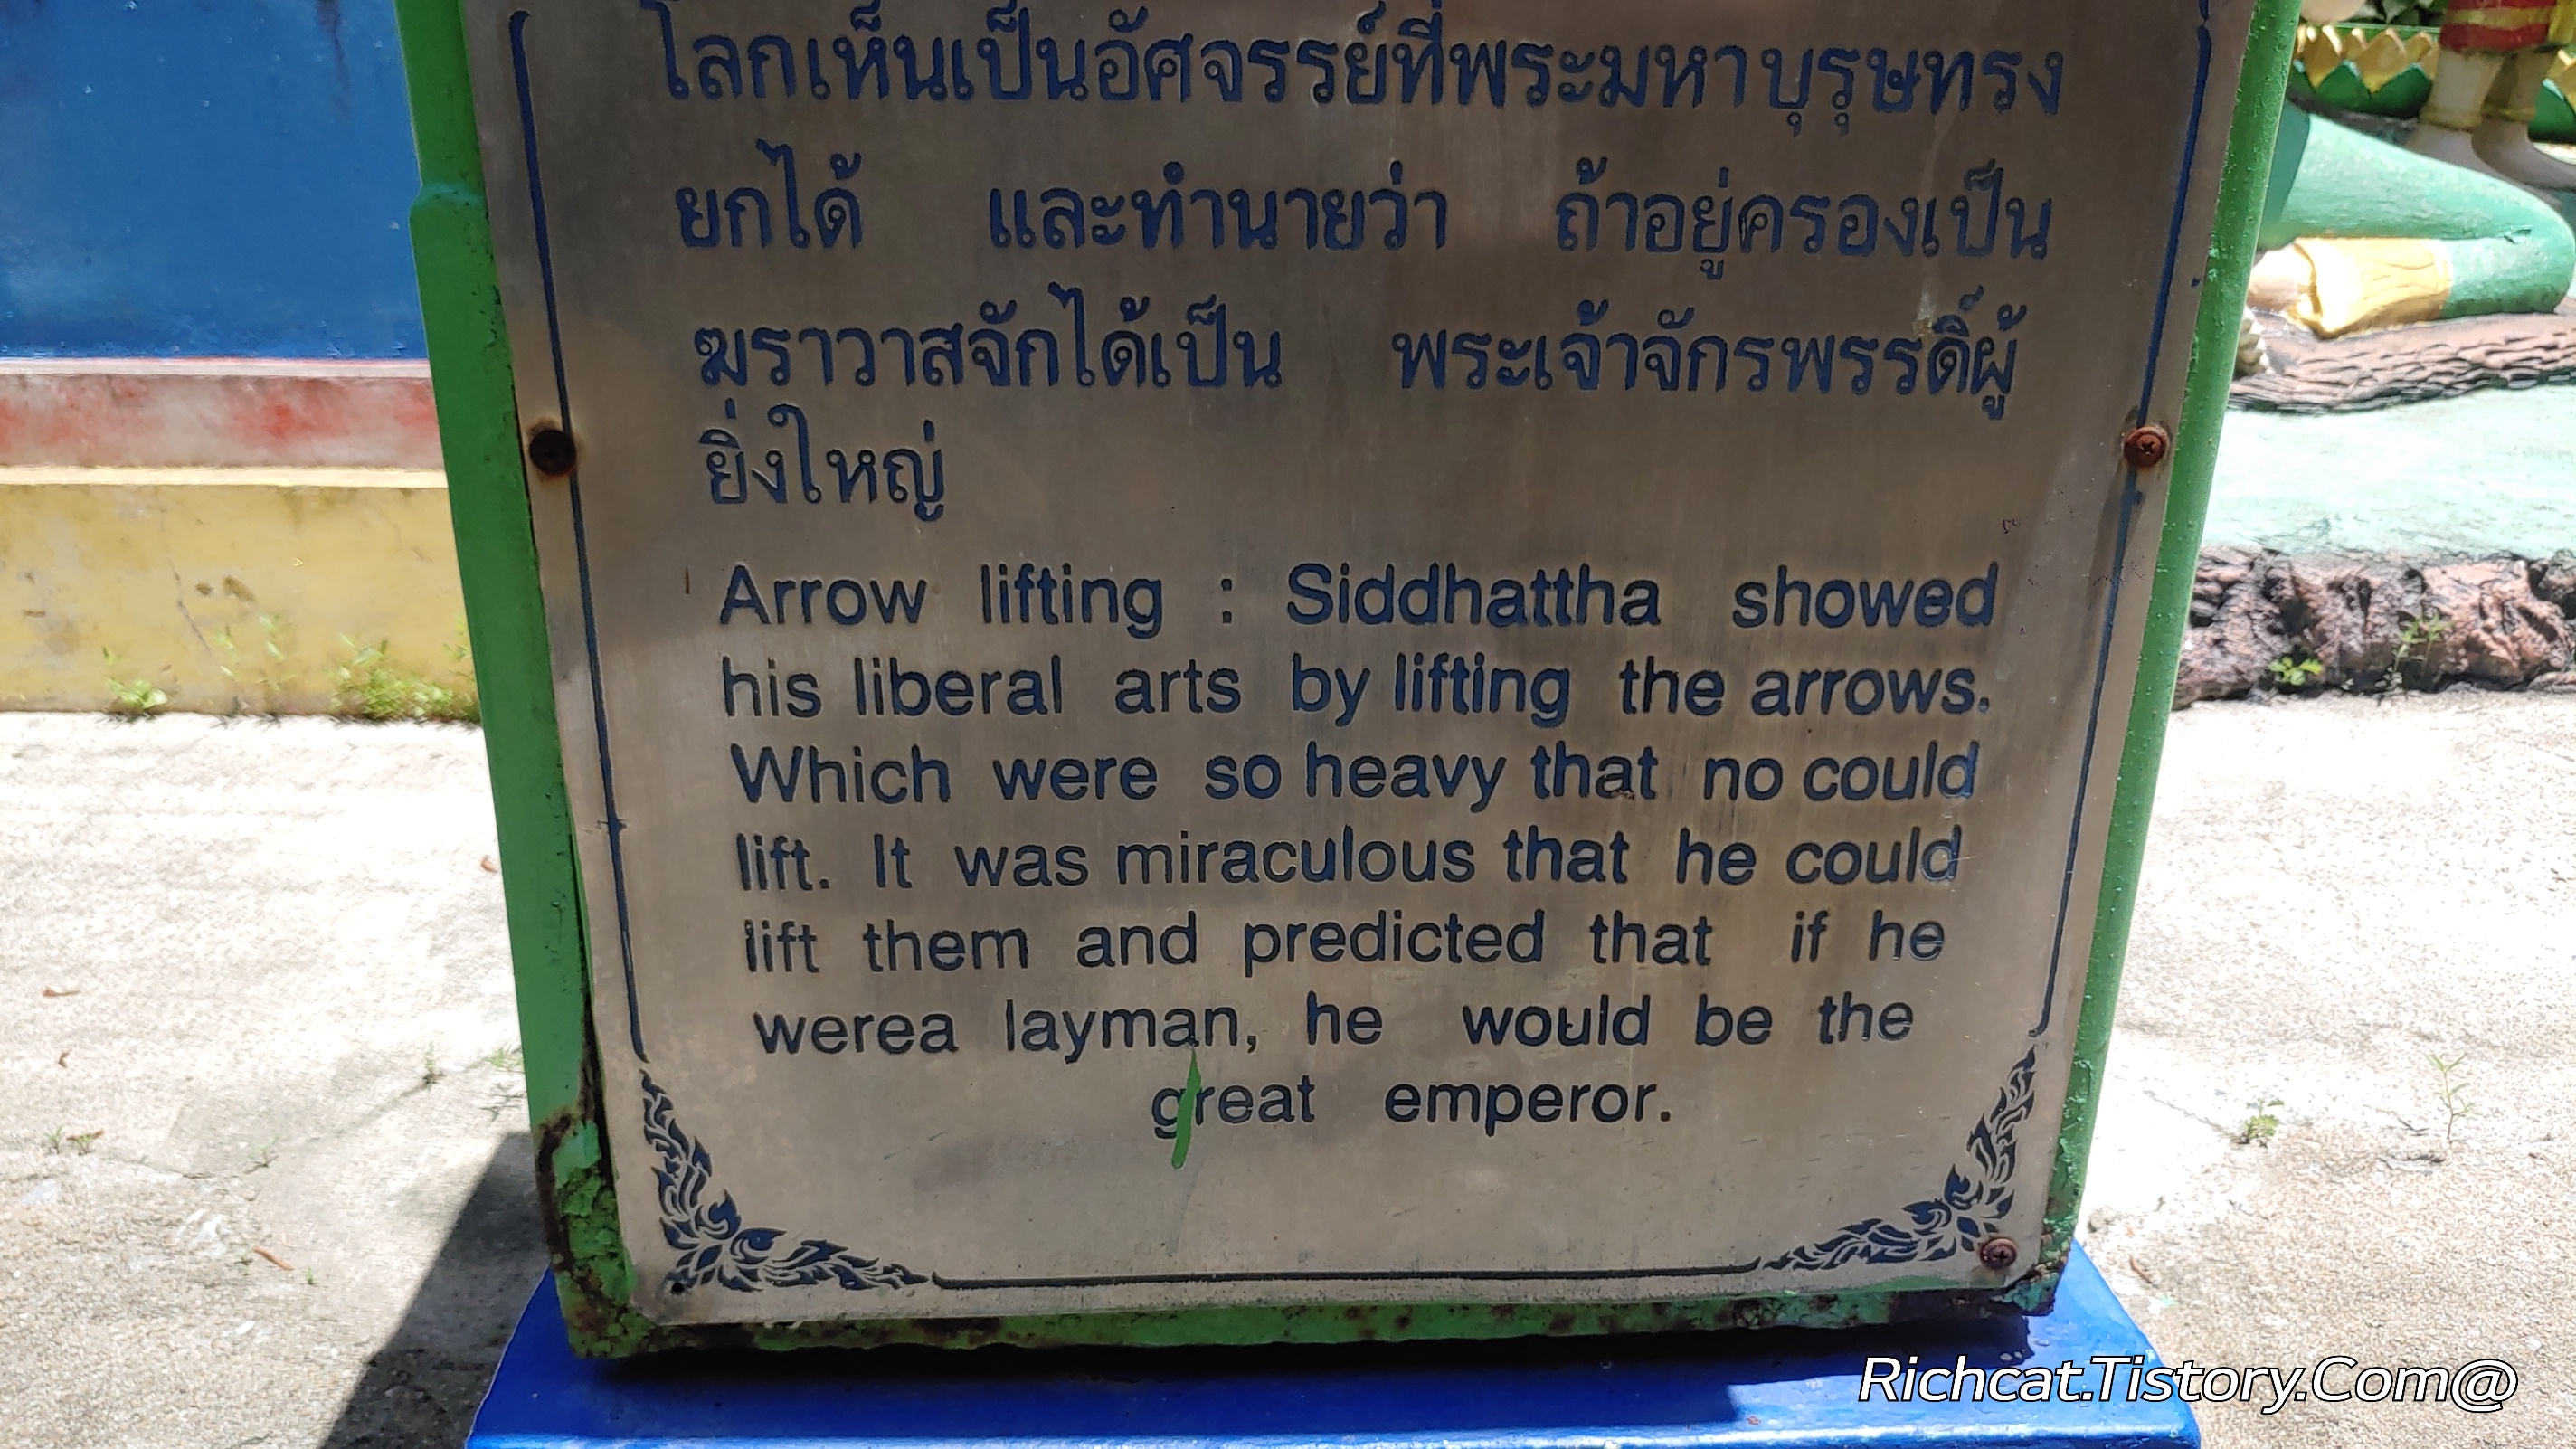 โลกเห็นเป็นอัศจรรย์ที่พระมหาบุรุษทรง
ยกได้ และทำนายว่า ถ้าอยู่ครองเป็น
ฆราวาสจักได้เป็น พระเจ้าจักรพรรดิ์ผู้
ยิ่งใหญ่
Arrow lifting : Siddhattha showed
his liberal arts by lifting the arrows.
Which were so heavy that no could
lift. It was miraculous that he could
lift them and predicted that if he
werea layman, he would be the
great emperor.
Richcat.Tistory.Com@